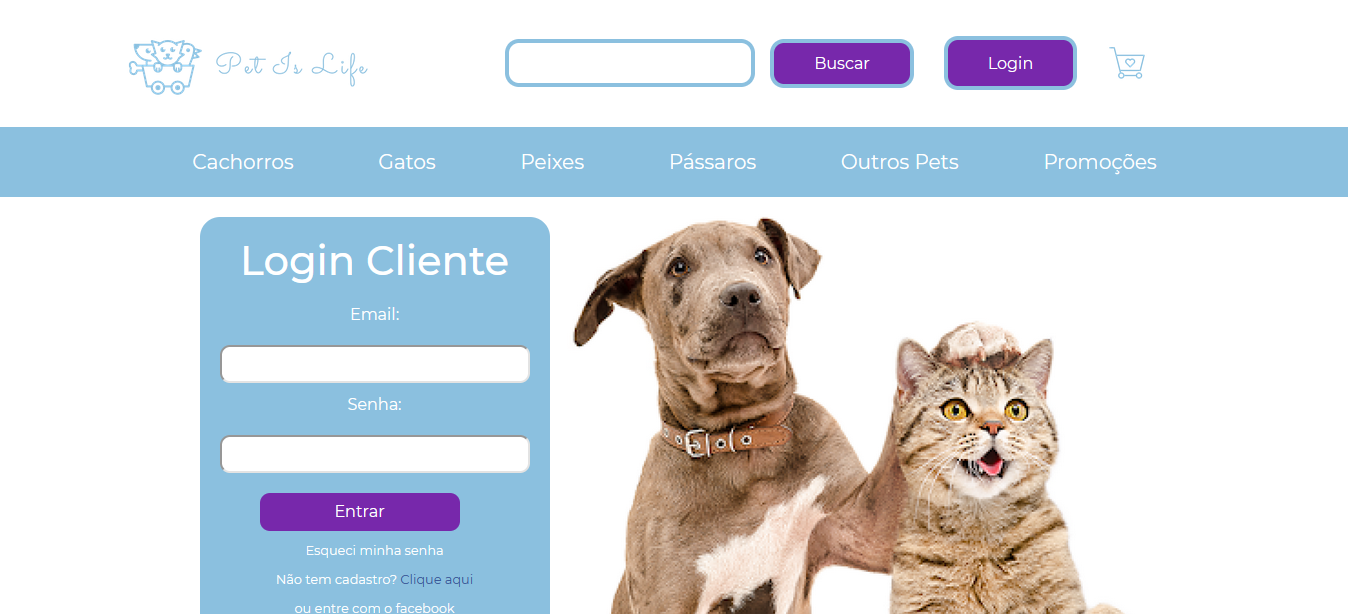 Pet Is Life
Buscar
Login
Cachorros Gatos Peixes Pássaros Outros Pets Promoções
Login Cliente
Email:
Senha:
Entrar
Esqueci minha senha
Não tem cadastro? Clique aqui
ou entre com o facebook